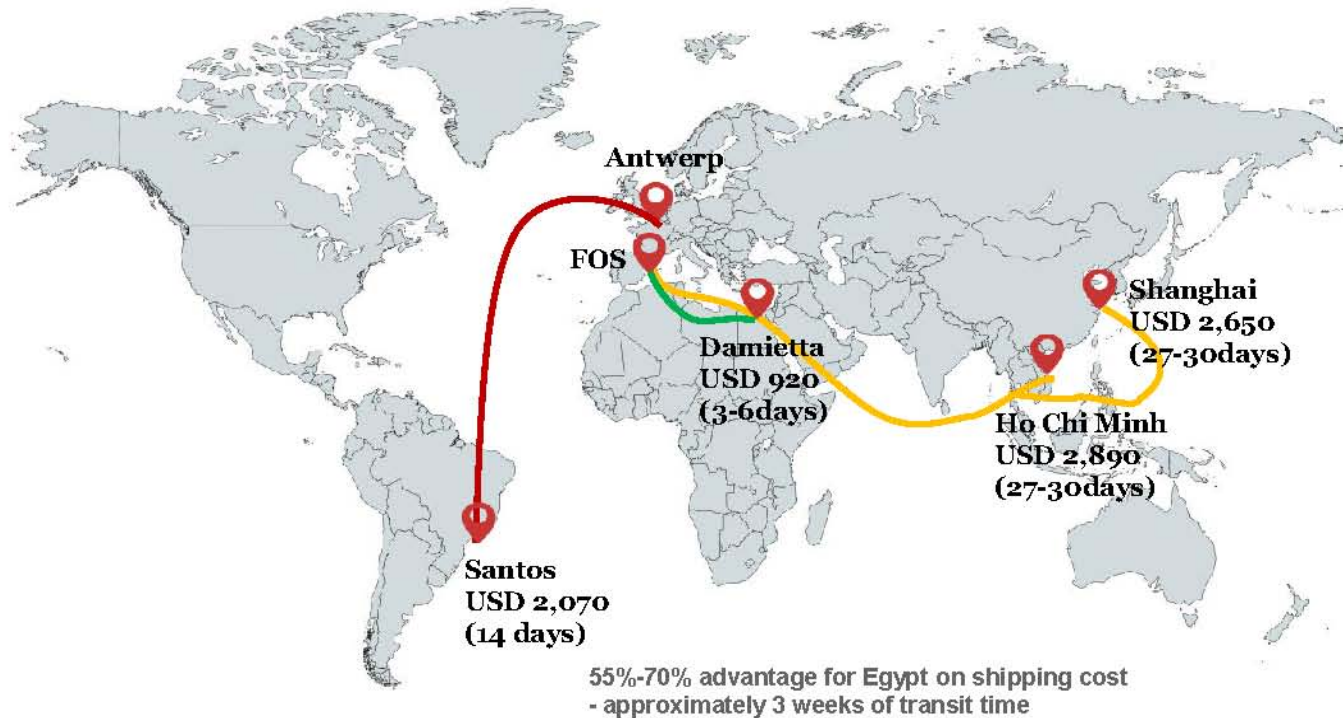 Antwerp
FOS
Shanghai
USD 2,650
(27-30days)
Damietta
USD 920
(3-6days)
Ho Chi Minh
USD 2,890
(27-30days)
Santos
USD 2,070
(14 days)
55%-70% advantage for Egypt on shipping cost
- approximately 3 weeks of transit time